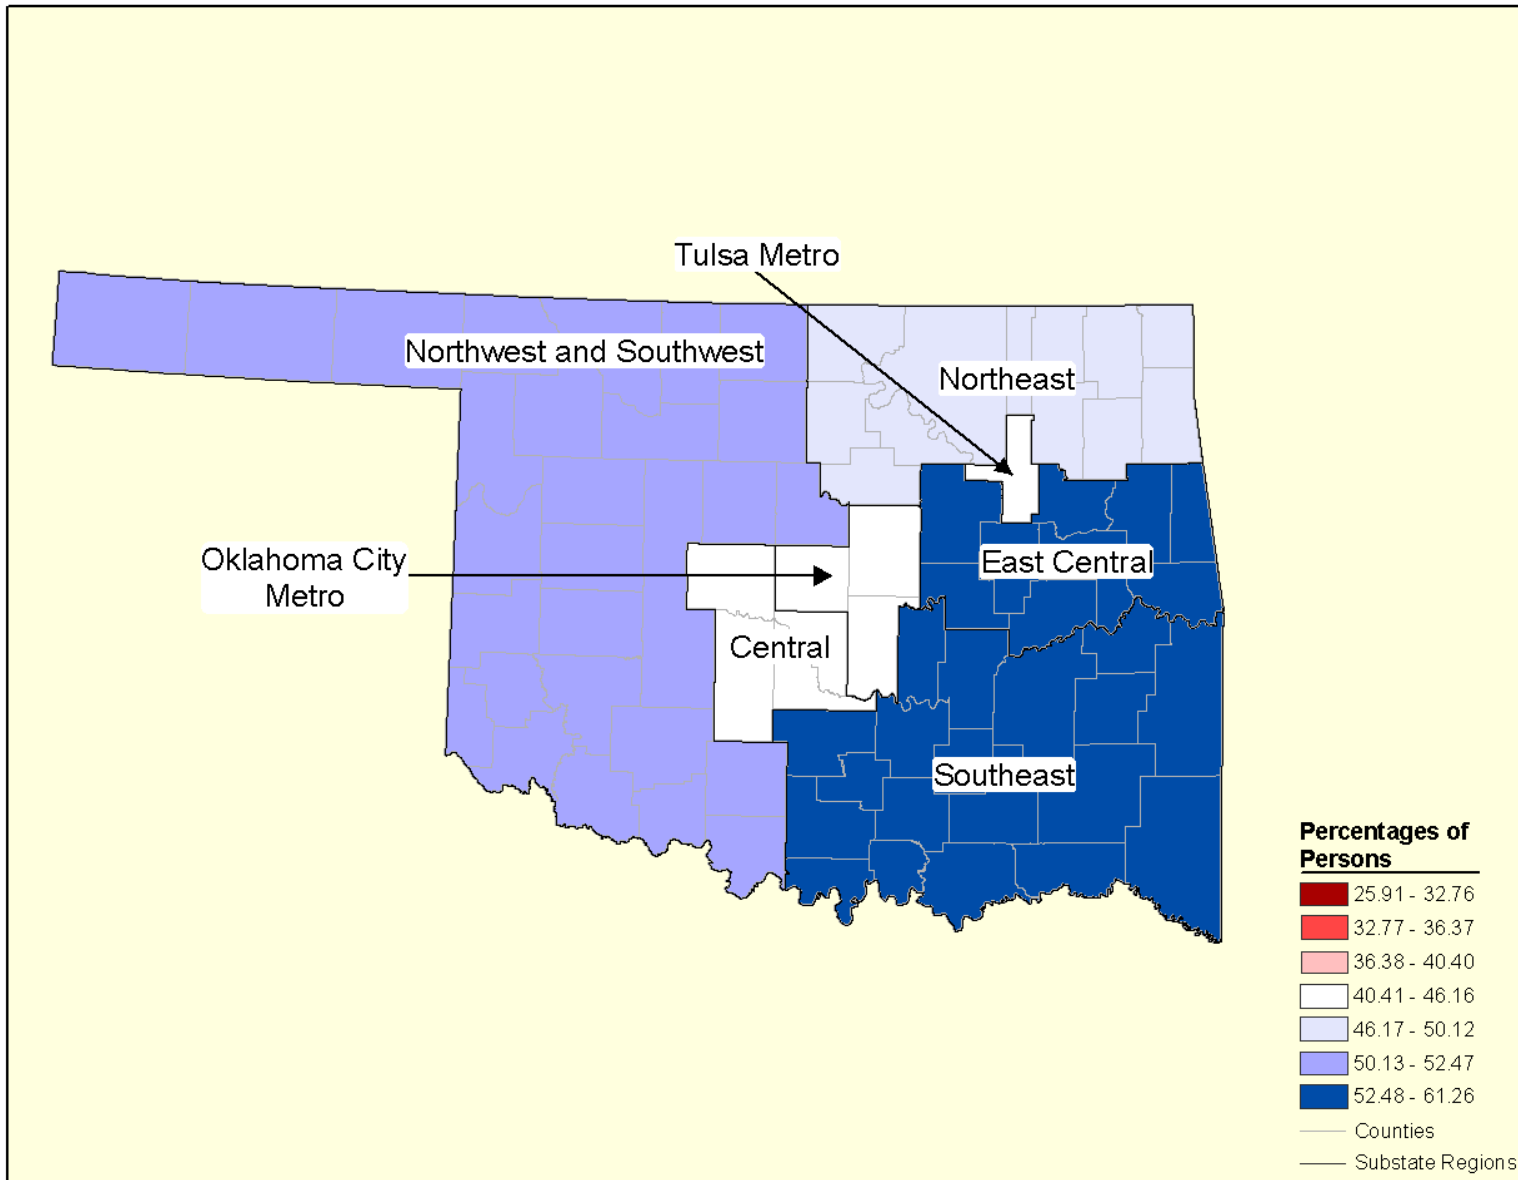 Tulsa Metro
Northwest and Southwest
Northeast
Oklahoma City
Metro
East Central
Central
Southeast
Percentages of
Persons
25.91 - 32.76
32.77 - 36.37
36.38 - 40.40
40.41 - 46.16
46.17 - 50.12
50.13 - 52.47
52.48 - 61.26
Counties
Substate Regions